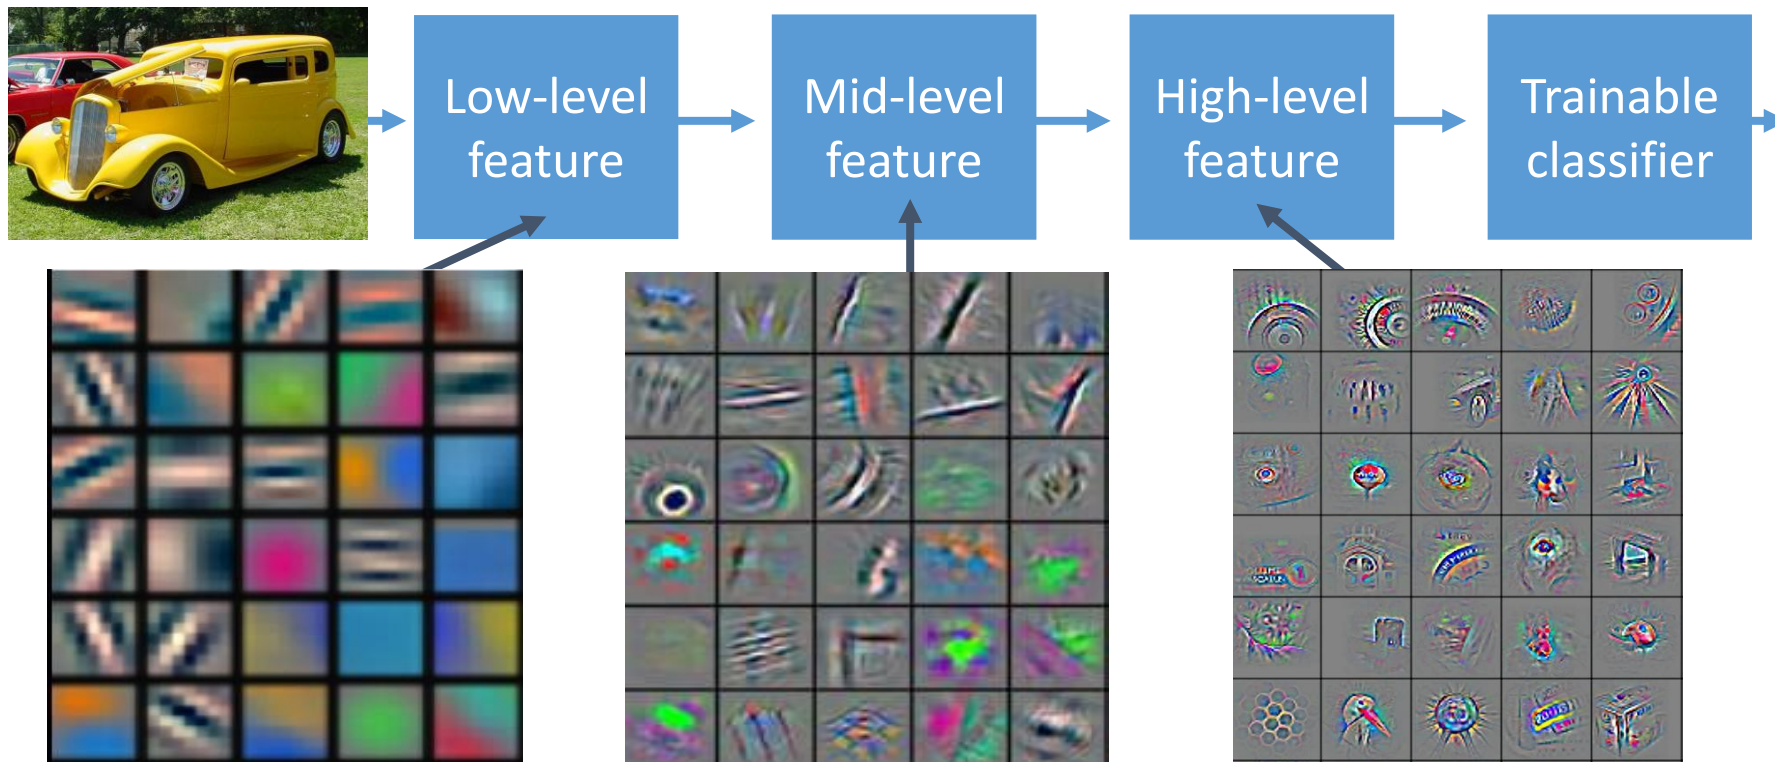 Low-level
feature
Mid-level
feature
High-level
feature
Trainable
classifier